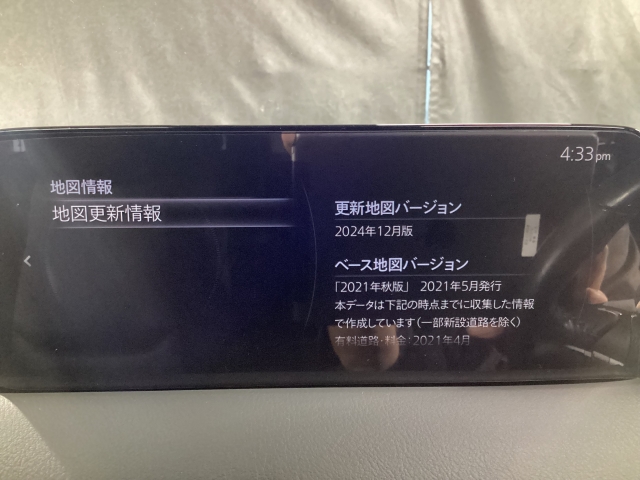 4:33 pm
地図情報
地図更新情報
更新地図バージョン
2024年12月版
ベース地図バージョン
「2021年秋版」 2021年5月発行
本データは下記の時点までに収集した情報
で作成しています(一部新設道路を除く)
有料道路・料金：2021年4月